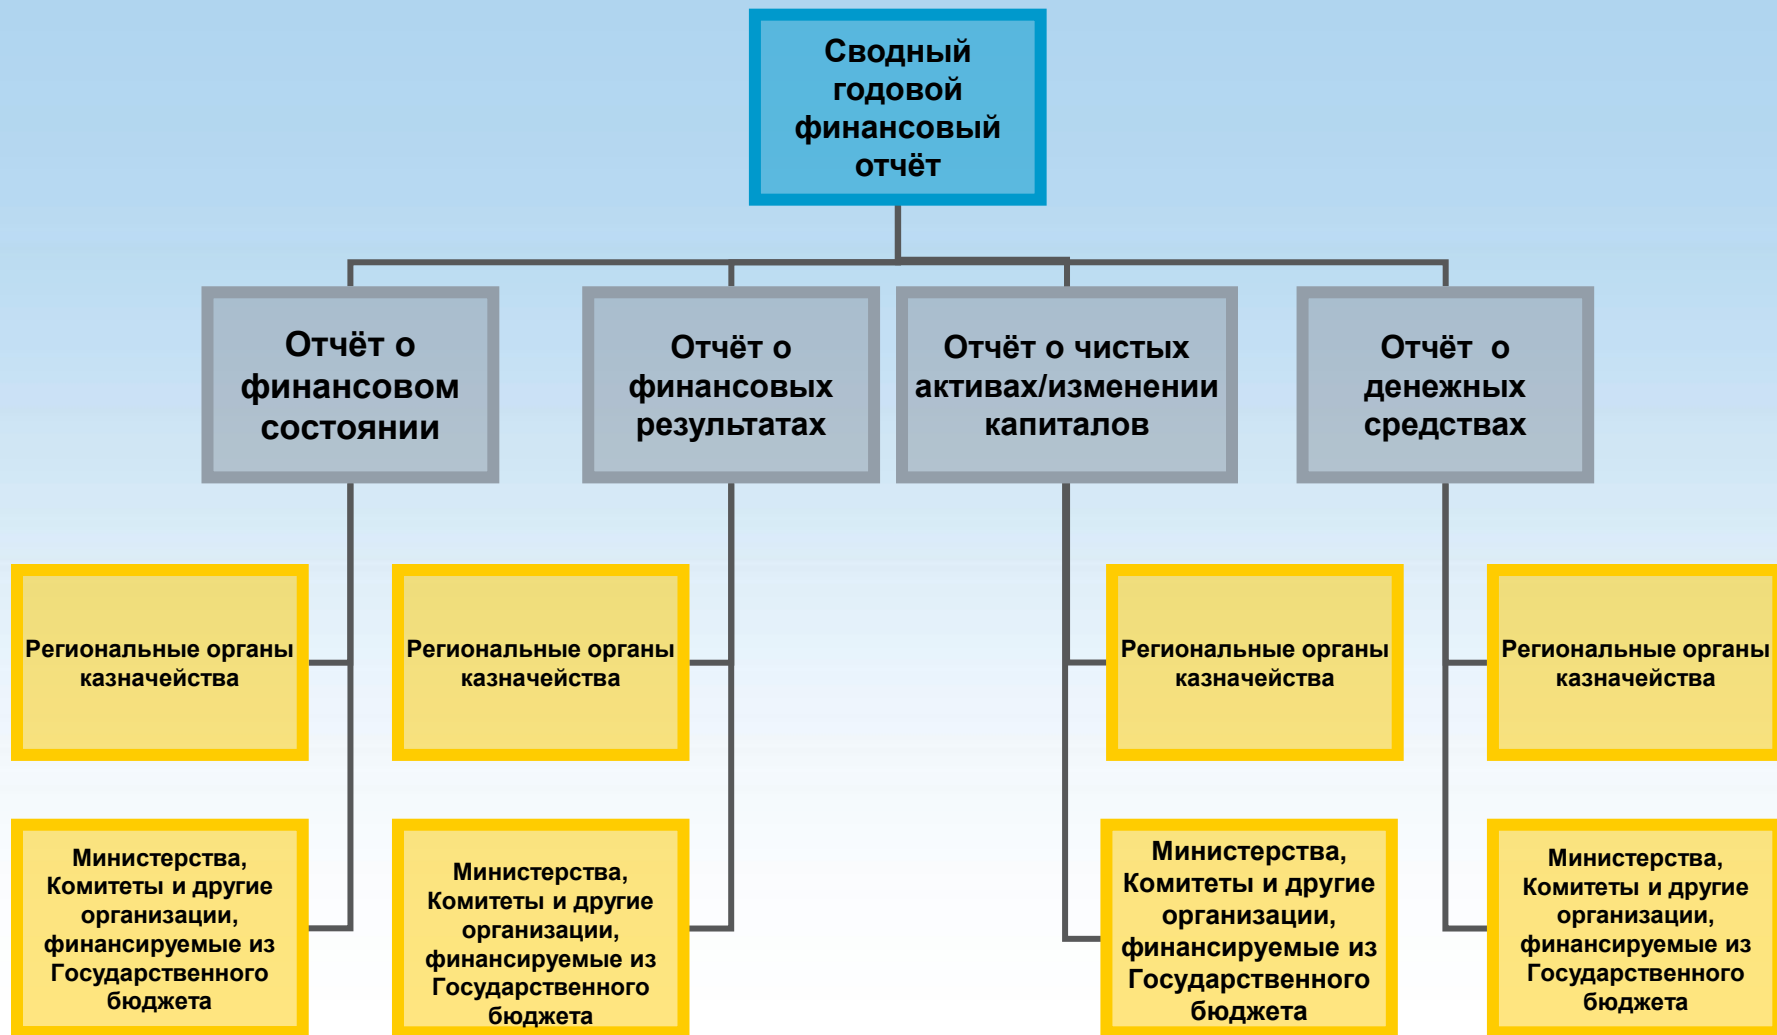 Сводный
годовой
финансовый
отчёт
Отчёт о
финансовом
состоянии
Отчёт о
финансовых
результатах
Отчёт о чистых
активах/изменении
капиталов
Отчёт о
денежных
средствах
Региональные органы
казначейства
Региональные органы
казначейства
Региональные органы
казначейства
Региональные органы
казначейства
Министерства,
Комитеты и другие
организации,
финансируемые из
Государственного
бюджета
Министерства,
Комитеты и другие
организации,
финансируемые из
Государственного
бюджета
Министерства,
Комитеты и другие
организации,
финансируемые из
Государственного
бюджета
Министерства,
Комитеты и другие
организации,
финансируемые из
Государственного
бюджета